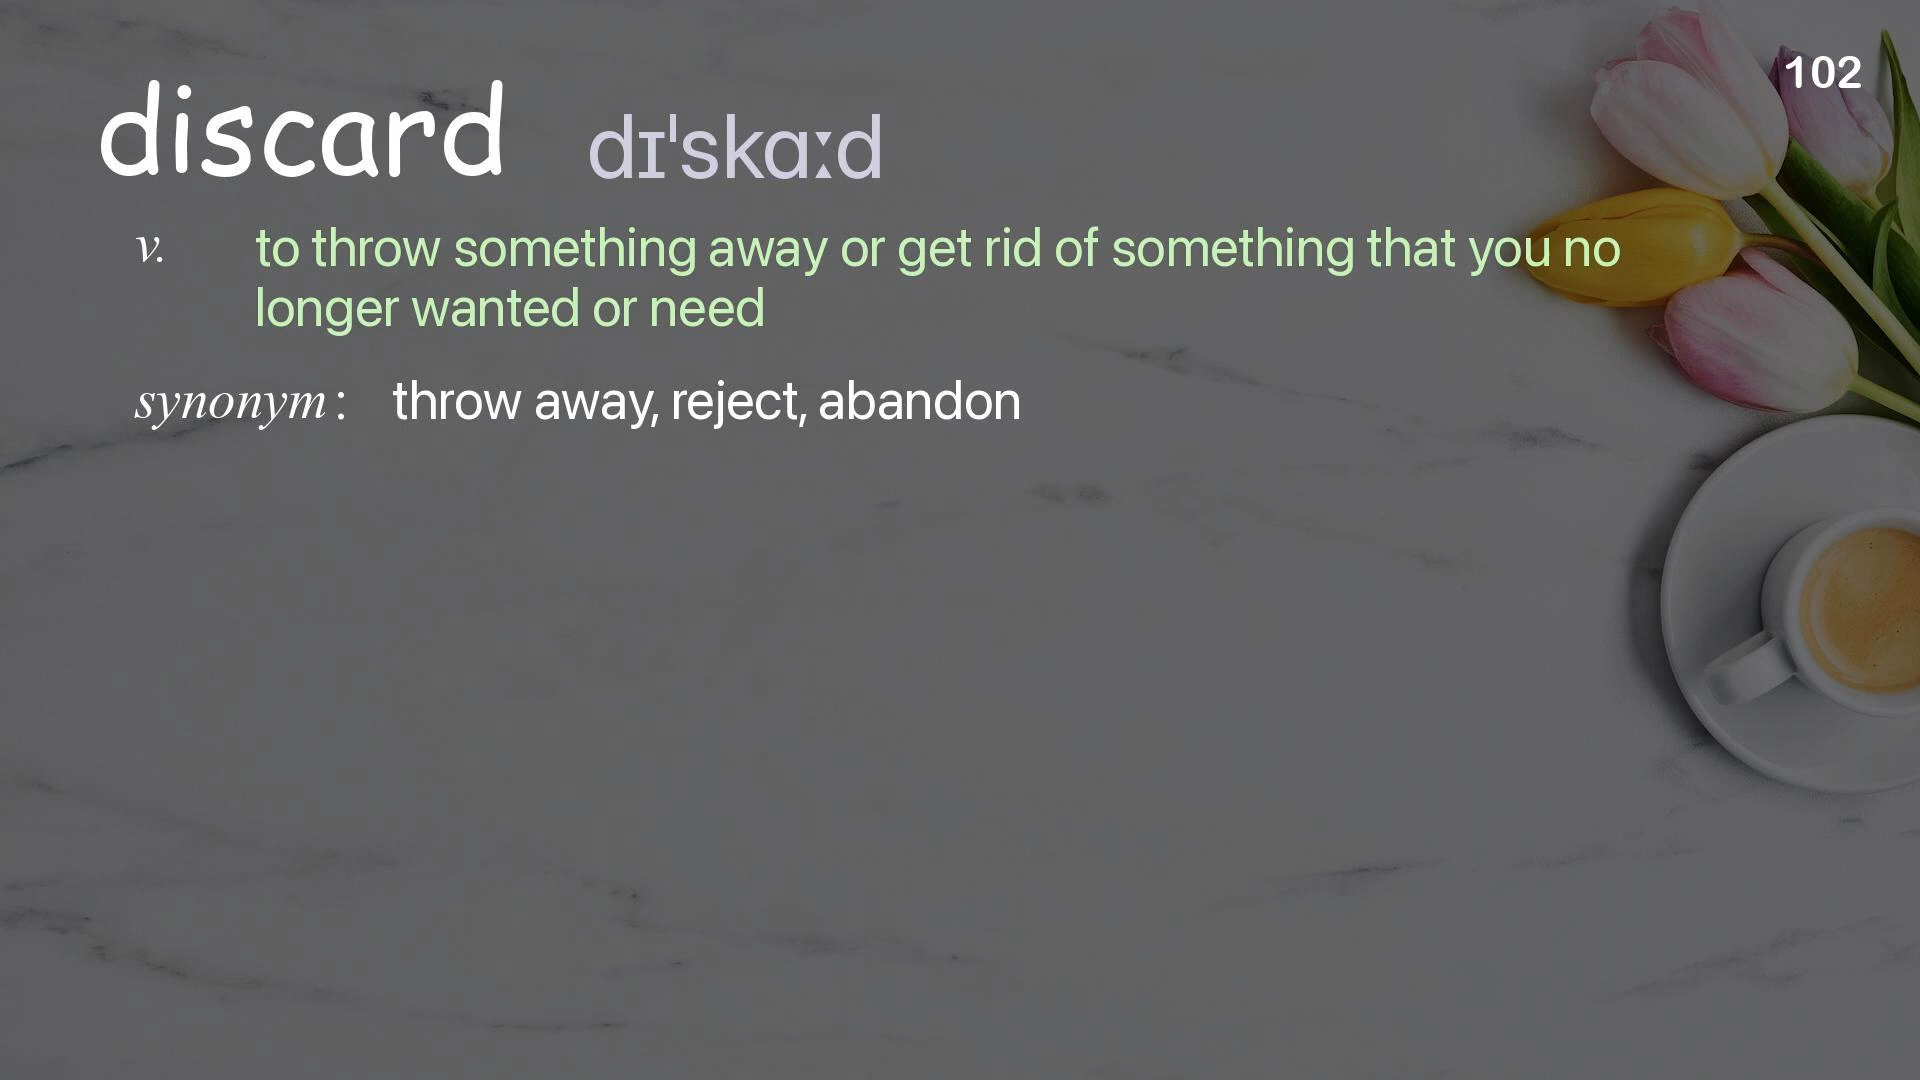 102
discard dɪˈskɑːd
v. to throw something away or get rid of something that you no
longer wanted or need
synonym: throw away, reject, abandon